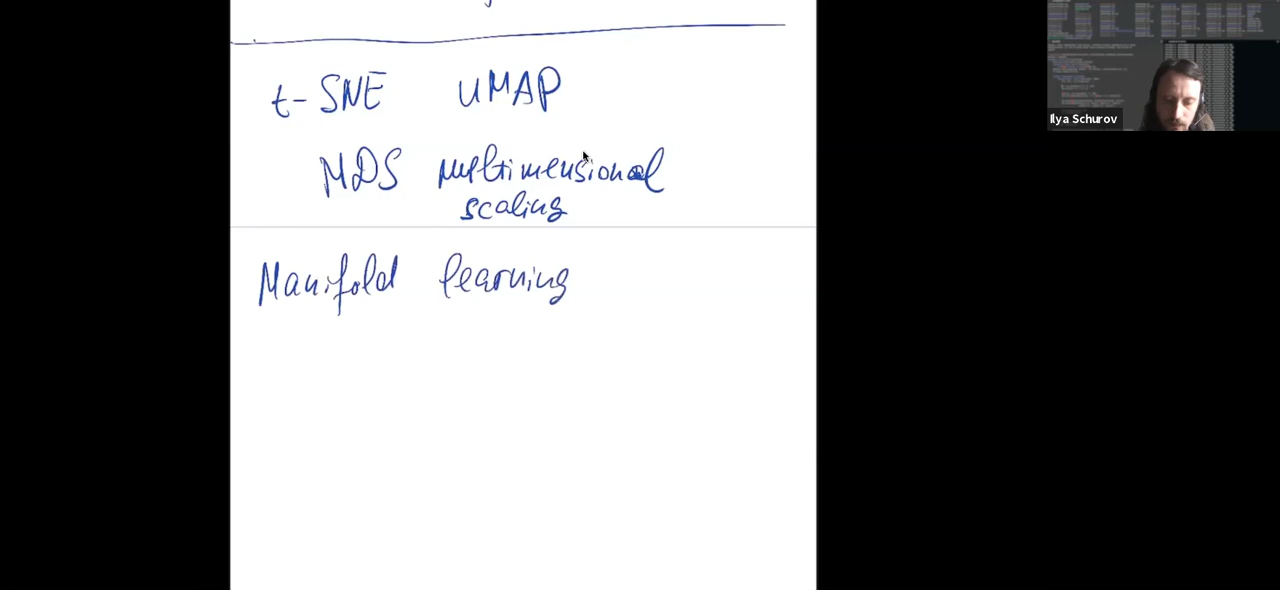 t-SNE UMAP
MDS multimensional
scaling
Manifold learning
Ilya Schurov